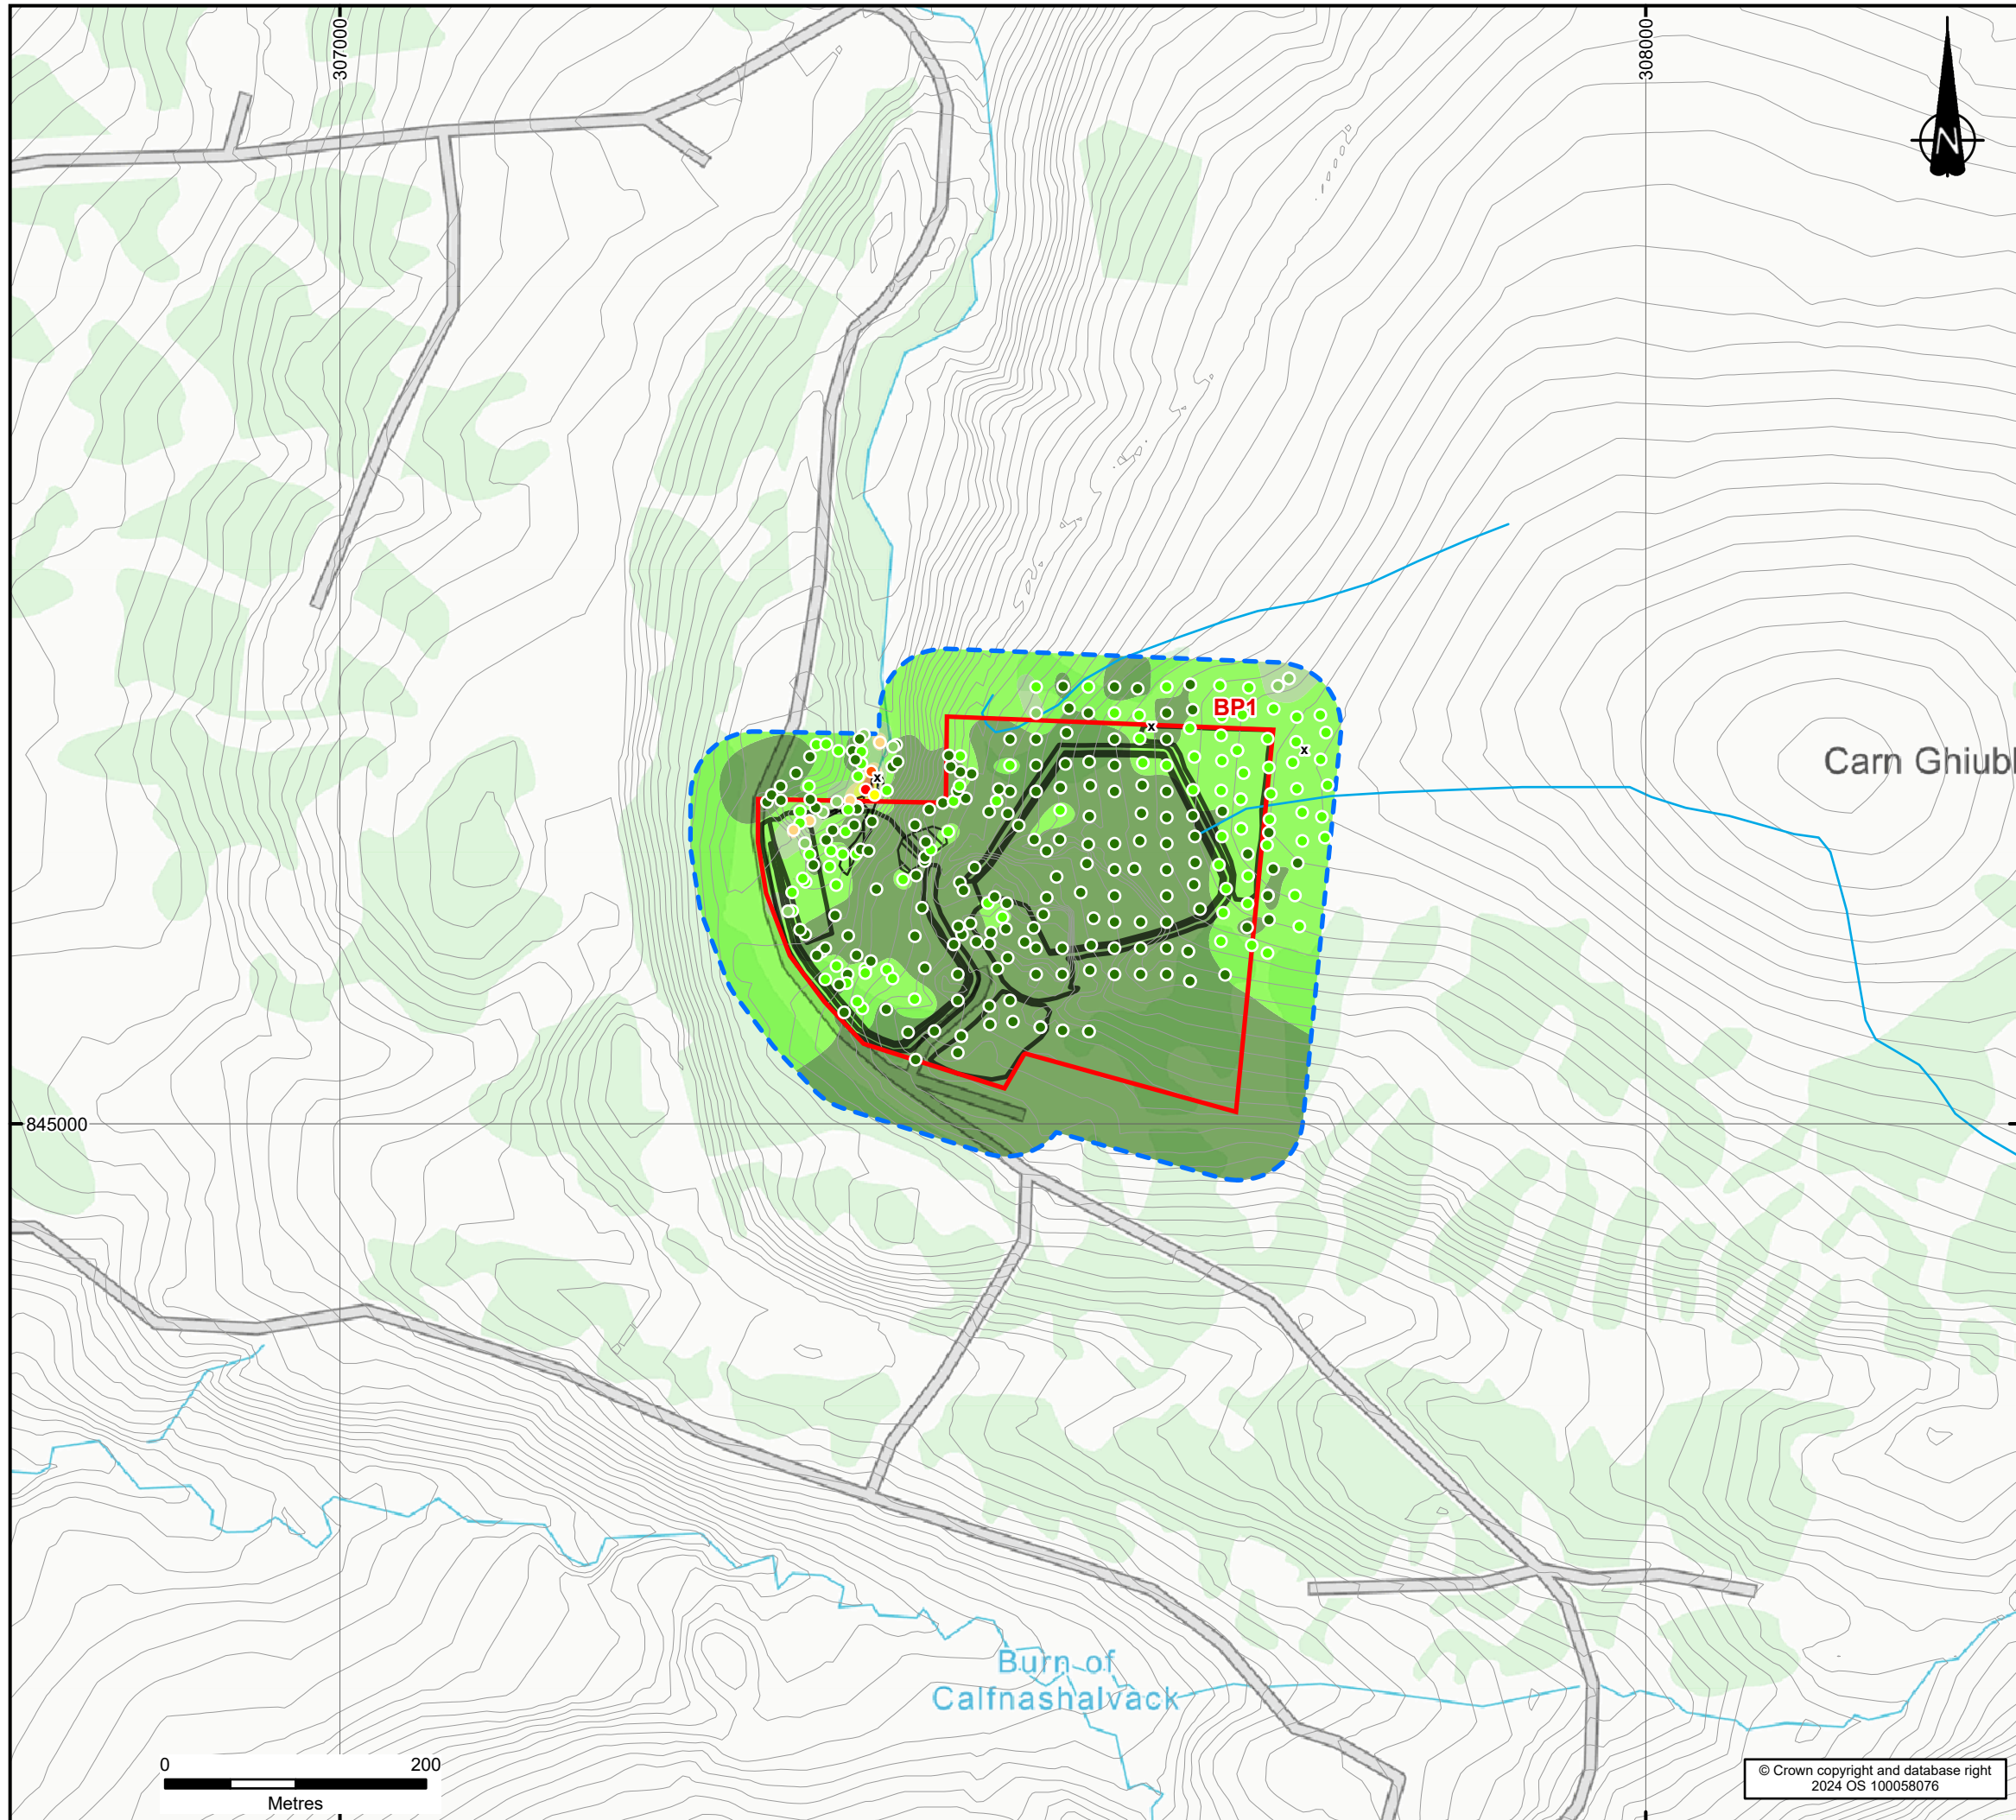 307000
308000
N
BP1
x
x
x
Carn Ghiubh
845000
Burn of
Calfnashalvack
0 200
Metres
© Crown copyright and database right
2024 OS 100058076